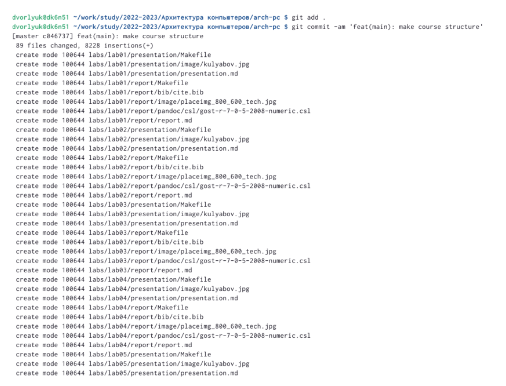 dvorlyuk@dk6n51 ~/work/study/2022-2023/Архитектура компьютеров/arch-pc $ git add .
dvorlyuk@dk6n51 ~/work/study/2022-2023/Архитектура компьютеров/arch-pc $ git commit -am 'feat(main): make course structure'
[master c046737] feat(main): make course structure
89 files changed, 8228 insertions(+)
create mode 100644 labs/lab01/presentation/Makefile
create mode 100644 labs/lab01/presentation/image/kulyabov.jpg
create mode 100644 labs/lab01/presentation/presentation.md
create mode 100644 labs/lab01/report/Makefile
create mode 100644 labs/lab01/report/bib/cite.bib
create mode 100644 labs/lab01/report/image/placeimg_800_600_tech.jpg
create mode 100644 labs/lab01/report/pandoc/csl/gost-r-7-0-5-2008-numeric.csl
create mode 100644 labs/lab01/report/report.md
create mode 100644 labs/lab02/presentation/Makefile
create mode 100644 labs/lab02/presentation/image/kulyabov.jpg
create mode 100644 labs/lab02/presentation/presentation.md
create mode 100644 labs/lab02/report/Makefile
create mode 100644 labs/lab02/report/bib/cite.bib
create mode 100644 labs/lab02/report/image/placeimg_800_600_tech.jpg
create mode 100644 labs/lab02/report/pandoc/csl/gost-r-7-0-5-2008-numeric.csl
create mode 100644 labs/lab02/report/report.md
create mode 100644 labs/lab03/presentation/Makefile
create mode 100644 labs/lab03/presentation/image/kulyabov.jpg
create mode 100644 labs/lab03/presentation/presentation.md
create mode 100644 labs/lab03/report/Makefile
create mode 100644 labs/lab03/report/bib/cite.bib
create mode 100644 labs/lab03/report/image/placeimg_800_600_tech.jpg
create mode 100644 labs/lab03/report/pandoc/csl/gost-r-7-0-5-2008-numeric.csl
create mode 100644 labs/lab03/report/report.md
create mode 100644 labs/lab04/presentation/Makefile
create mode 100644 labs/lab04/presentation/image/kulyabov.jpg
create mode 100644 labs/lab04/presentation/presentation.md
create mode 100644 labs/lab04/report/Makefile
create mode 100644 labs/lab04/report/bib/cite.bib
create mode 100644 labs/lab04/report/image/placeimg_800_600_tech.jpg
create mode 100644 labs/lab04/report/pandoc/csl/gost-r-7-0-5-2008-numeric.csl
create mode 100644 labs/lab04/report/report.md
create mode 100644 labs/lab05/presentation/Makefile
create mode 100644 labs/lab05/presentation/image/kulyabov.jpg
create mode 100644 labs/lab05/presentation/presentation.md